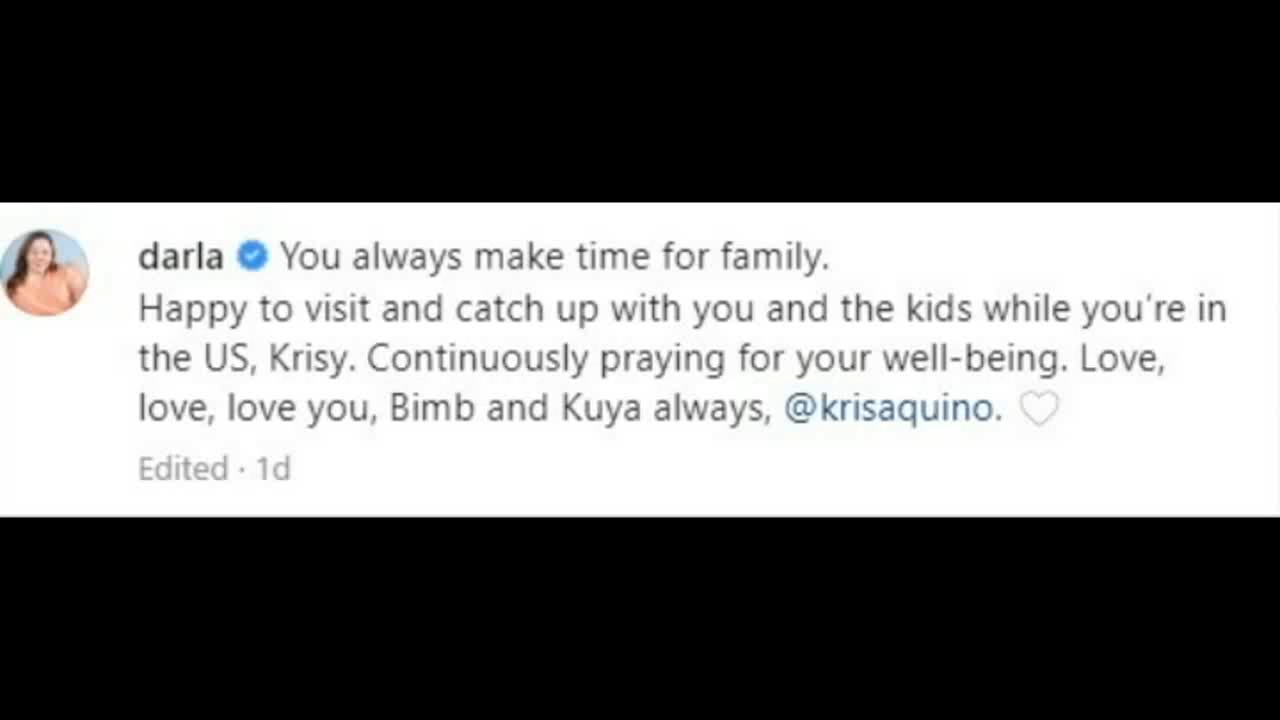 darla You always make time for family.
Happy to visit and catch up with you and the kids while you're in
the US, Krisy. Continuously praying for your well-being. Love,
love, love you, Bimb and Kuya always, @krisaquino. ♡
Edited · 1d